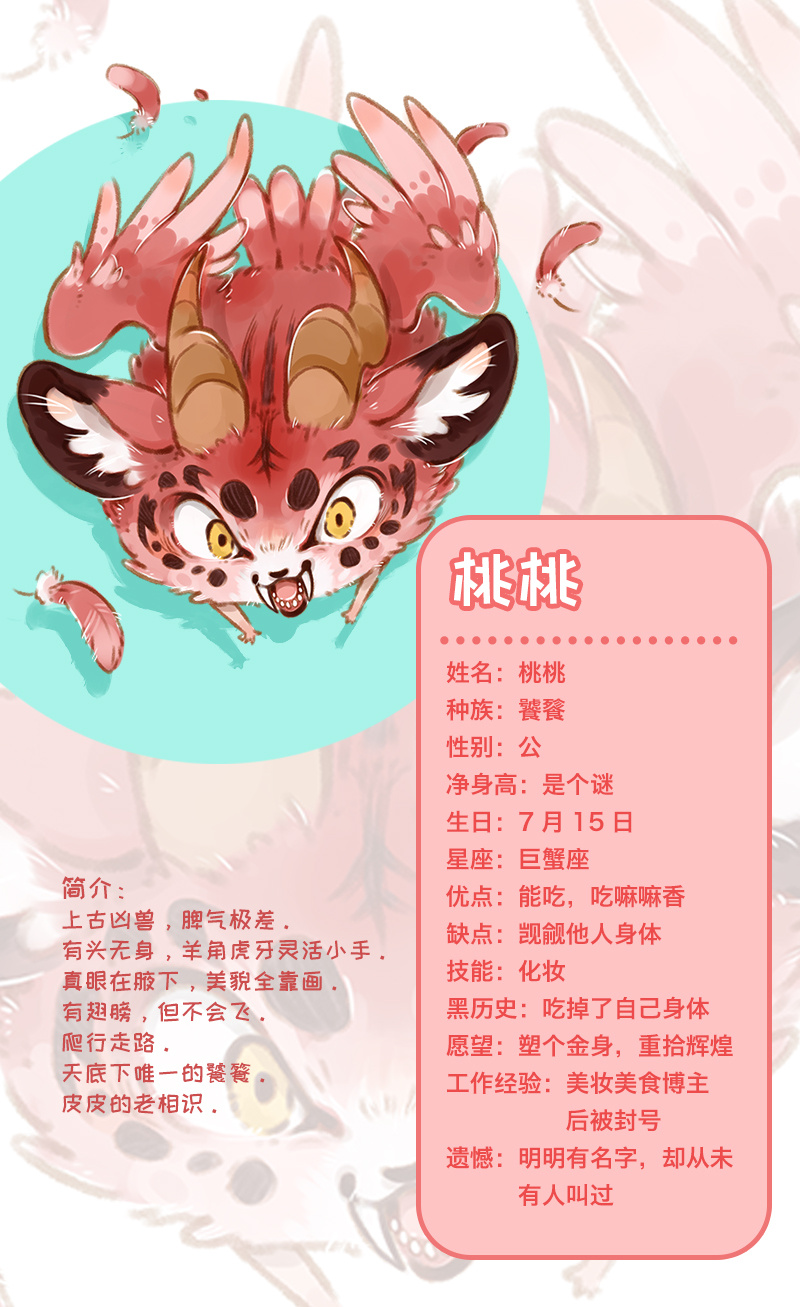 桃桃
姓名：桃桃
种族：饕餮
性别：公
净身高：是个谜
生日：7月15日
星座：巨蟹座
优点：能吃，吃嘛嘛香
缺点：觊觎他人身体
技能：化妆
黑历史：吃掉了自己身体
愿望：塑个金身，重拾辉煌
工作经验：美妆美食博主
后被封号
遗憾：明明有名字，却从未
有人叫过
简介：
上古凶兽，脾气极差．
有头无身，羊角虎牙灵活小手．
真眼在腋下，美貌全靠画．
有翅膀，但不会飞．
爬行走路．
天底下唯一的饕餮．
皮皮的老相识．